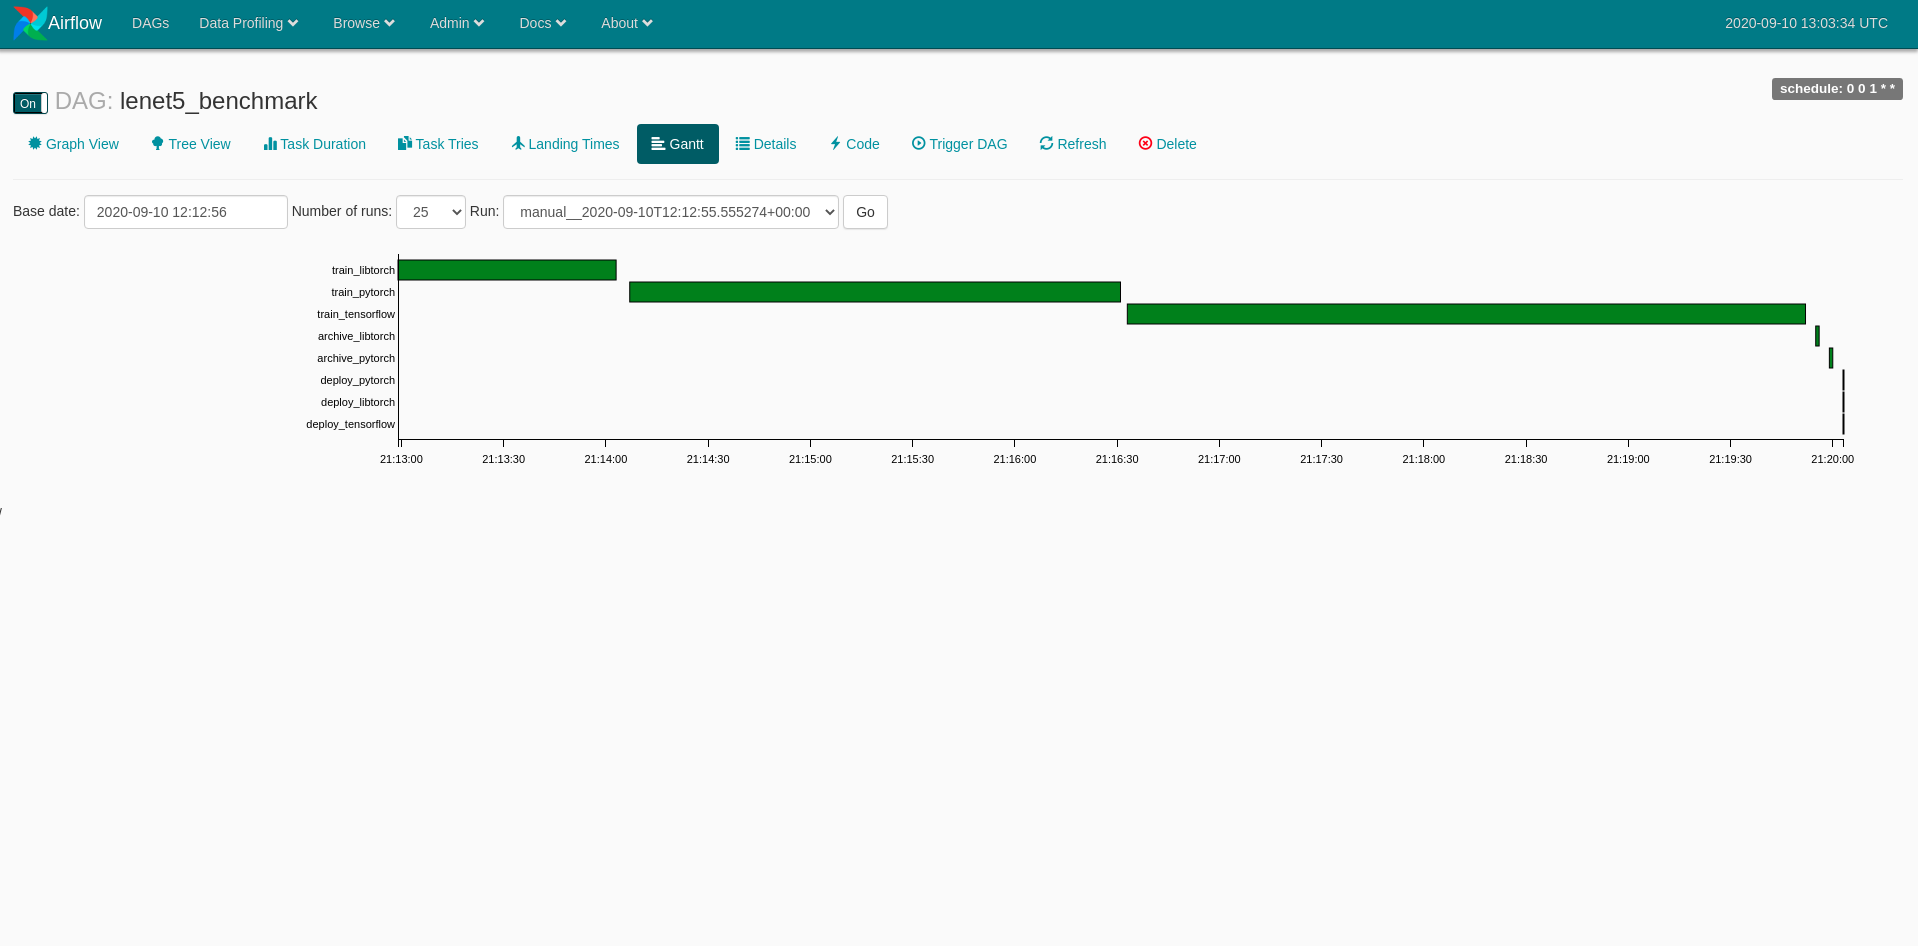 Airflow DAGs Data Profiling Browse Admin Docs About 2020-09-10 13:03:34 UTC
On DAG: lenet5_benchmark schedule: 0 0 1 * *
Graph View Tree View Task Duration Task Tries Landing Times Gantt Details Code Trigger DAG Refresh Delete
Base date: 2020-09-10 12:12:56 Number of runs: 25 Run: manual__2020-09-10T12:12:55.555274+00:00 Go
train_libtorch
train_pytorch
train_tensorflow
archive_libtorch
archive_pytorch
deploy_pytorch
deploy_libtorch
deploy_tensorflow
21:13:00 21:13:30 21:14:00 21:14:30 21:15:00 21:15:30 21:16:00 21:16:30 21:17:00 21:17:30 21:18:00 21:18:30 21:19:00 21:19:30 21:20:00